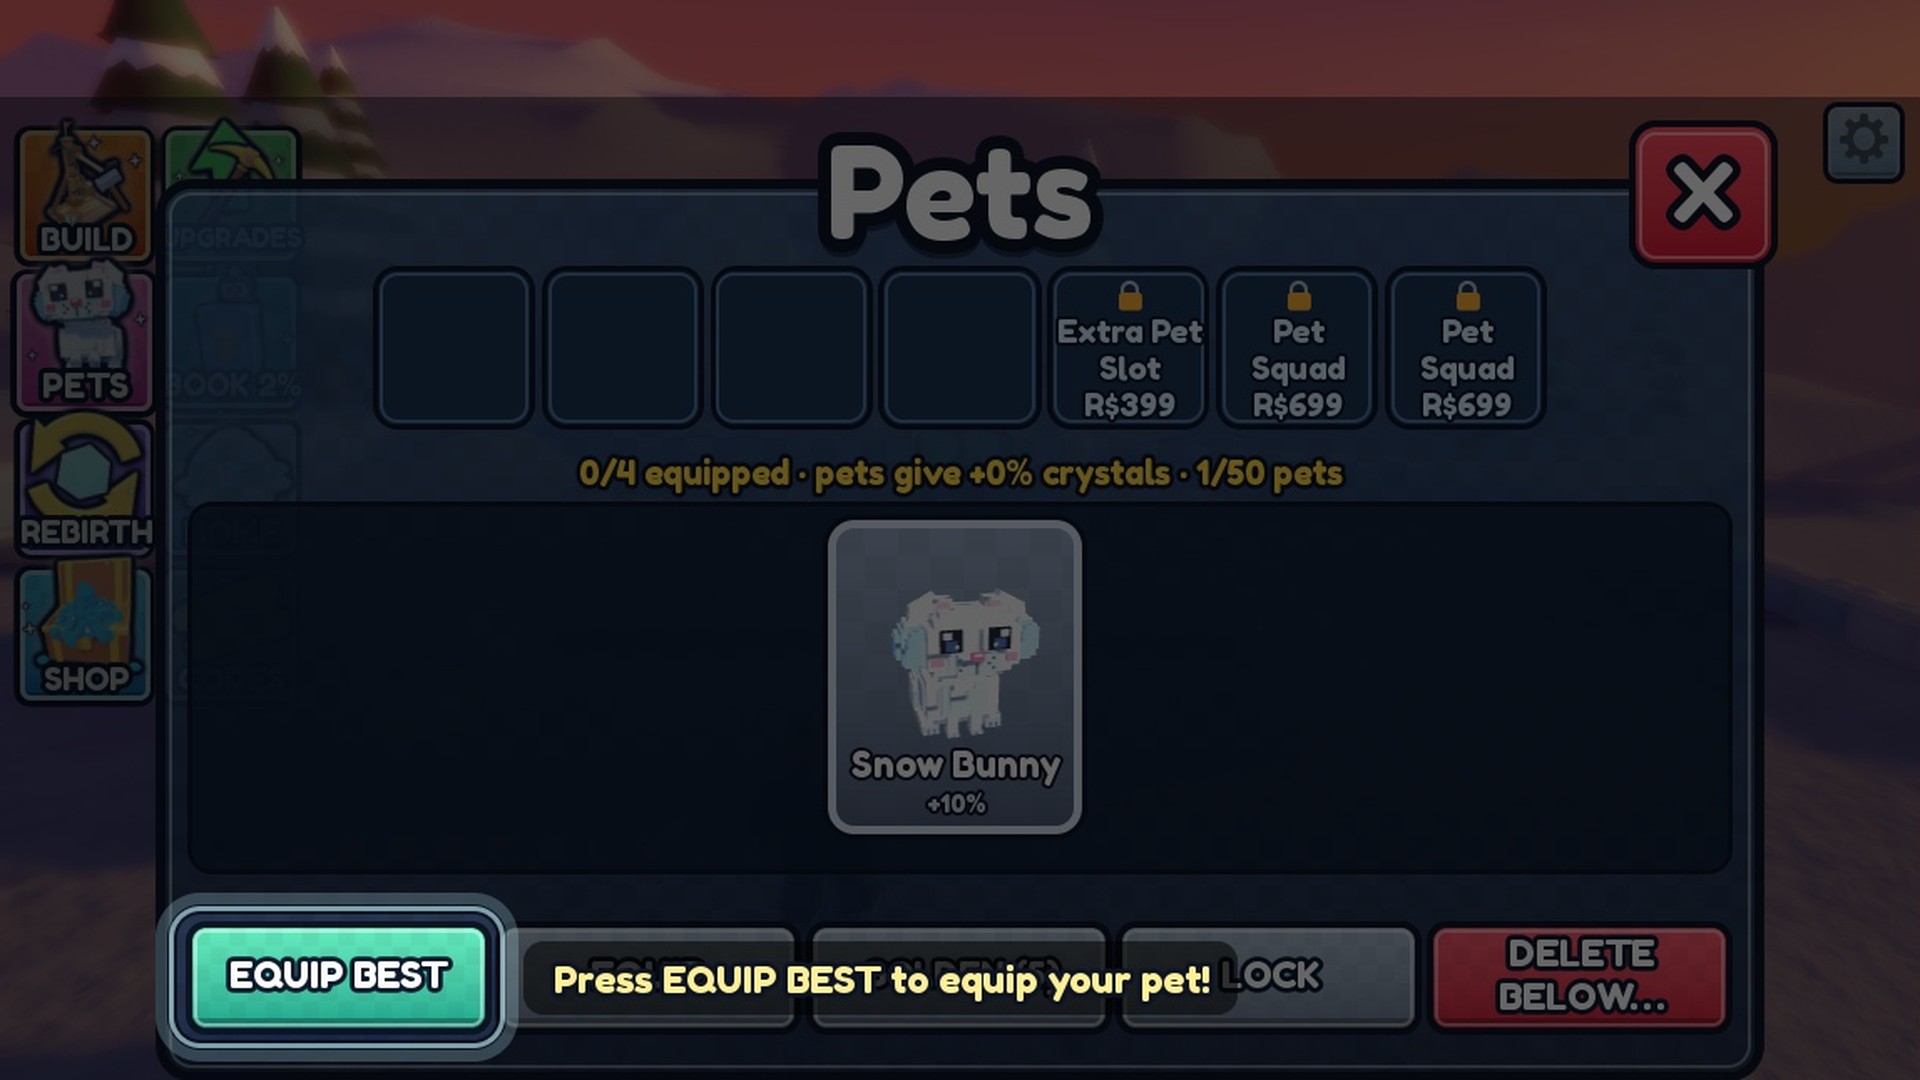 Pets
BUILD
UPGRADES
PETS
BOOK 2%
REBIRTH
SHOP
Extra Pet
Slot
R$399
Pet
Squad
R$699
Pet
Squad
R$699
0/4 equipped · pets give +0% crystals · 1/50 pets
Snow Bunny
+10%
EQUIP BEST
Press EQUIP BEST to equip your pet!
LOCK
DELETE
BELOW...